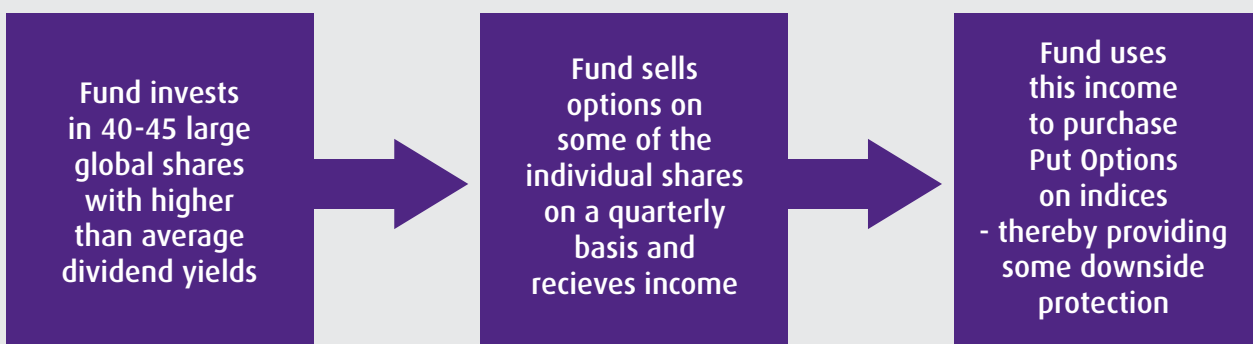 Fund invests
in 40-45 large
global shares
with higher
than average
dividend yields
Fund sells
options on
some of the
individual shares
on a quarterly
basis and
recieves income
Fund uses
this income
to purchase
Put Options
on indices
- thereby providing
some downside
protection